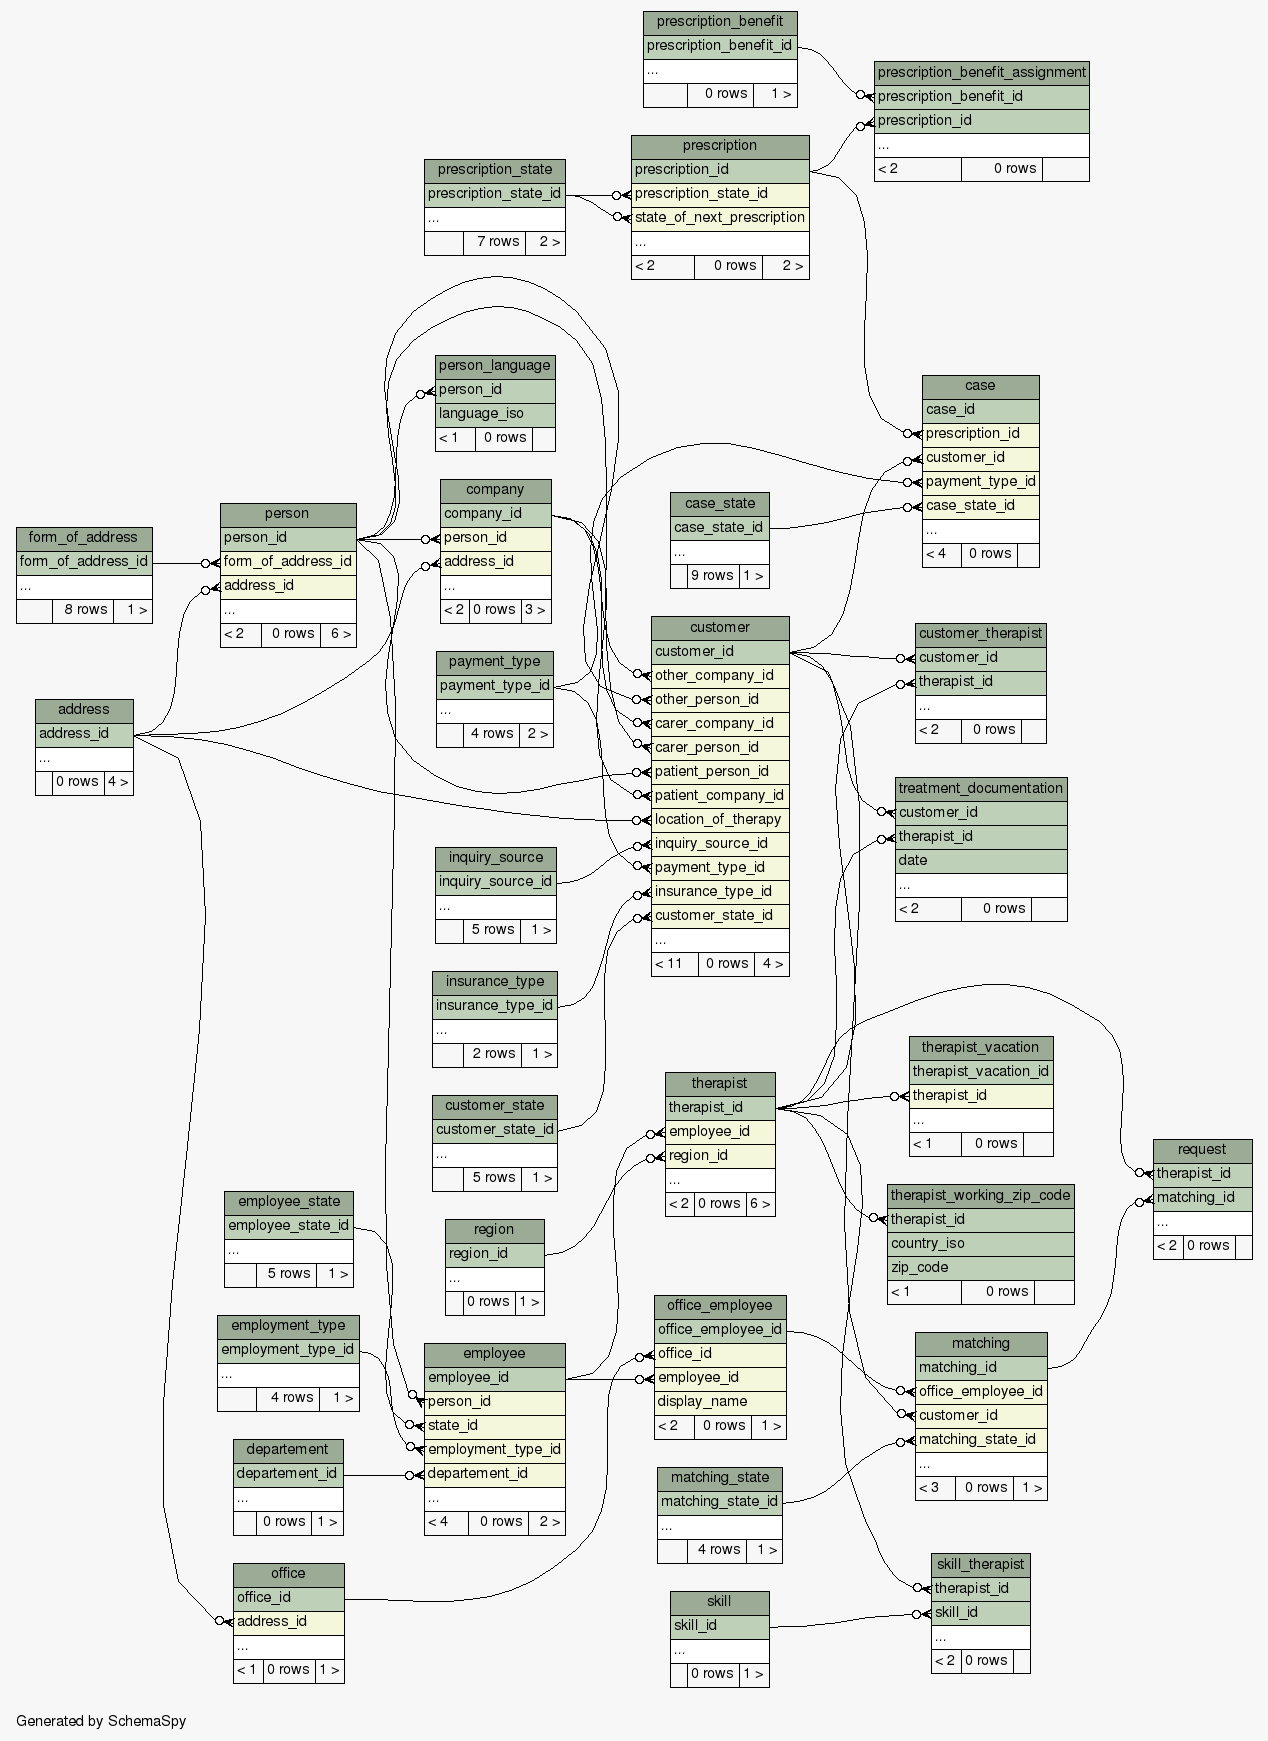 prescription_benefit
prescription_benefit_id
...
0 rows 1 >
prescription_benefit_assignment
prescription_benefit_id
prescription_id
...
< 2 0 rows
prescription
prescription_id
prescription_state_id
state_of_next_prescription
...
< 2 0 rows 2 >
prescription_state
prescription_state_id
...
7 rows 2 >
person_language
person_id
language_iso
< 1 0 rows
case
case_id
prescription_id
customer_id
payment_type_id
case_state_id
...
< 4 0 rows
company
company_id
person_id
address_id
...
< 2 0 rows 3 >
case_state
case_state_id
...
9 rows 1 >
person
person_id
form_of_address_id
address_id
...
< 2 0 rows 6 >
form_of_address
form_of_address_id
...
8 rows 1 >
customer
customer_id
other_company_id
other_person_id
carer_company_id
carer_person_id
patient_person_id
patient_company_id
location_of_therapy
inquiry_source_id
payment_type_id
insurance_type_id
customer_state_id
...
< 11 0 rows 4 >
customer_therapist
customer_id
therapist_id
...
< 2 0 rows
payment_type
payment_type_id
...
4 rows 2 >
address
address_id
...
0 rows 4 >
treatment_documentation
customer_id
therapist_id
date
...
< 2 0 rows
inquiry_source
inquiry_source_id
...
5 rows 1 >
insurance_type
insurance_type_id
...
2 rows 1 >
therapist_vacation
therapist_vacation_id
therapist_id
...
< 1 0 rows
therapist
therapist_id
employee_id
region_id
...
< 2 0 rows 6 >
customer_state
customer_state_id
...
5 rows 1 >
request
therapist_id
matching_id
...
< 2 0 rows
therapist_working_zip_code
therapist_id
country_iso
zip_code
< 1 0 rows
employee_state
employee_state_id
...
5 rows 1 >
region
region_id
...
0 rows 1 >
office_employee
office_employee_id
office_id
employee_id
display_name
< 2 0 rows 1 >
employment_type
employment_type_id
...
4 rows 1 >
matching
matching_id
office_employee_id
customer_id
matching_state_id
...
< 3 0 rows 1 >
employee
employee_id
person_id
state_id
employment_type_id
departement_id
...
< 4 0 rows 2 >
departement
departement_id
...
0 rows 1 >
matching_state
matching_state_id
...
4 rows 1 >
skill_therapist
therapist_id
skill_id
...
< 2 0 rows
office
office_id
address_id
...
< 1 0 rows 1 >
skill
skill_id
...
0 rows 1 >
Generated by SchemaSpy